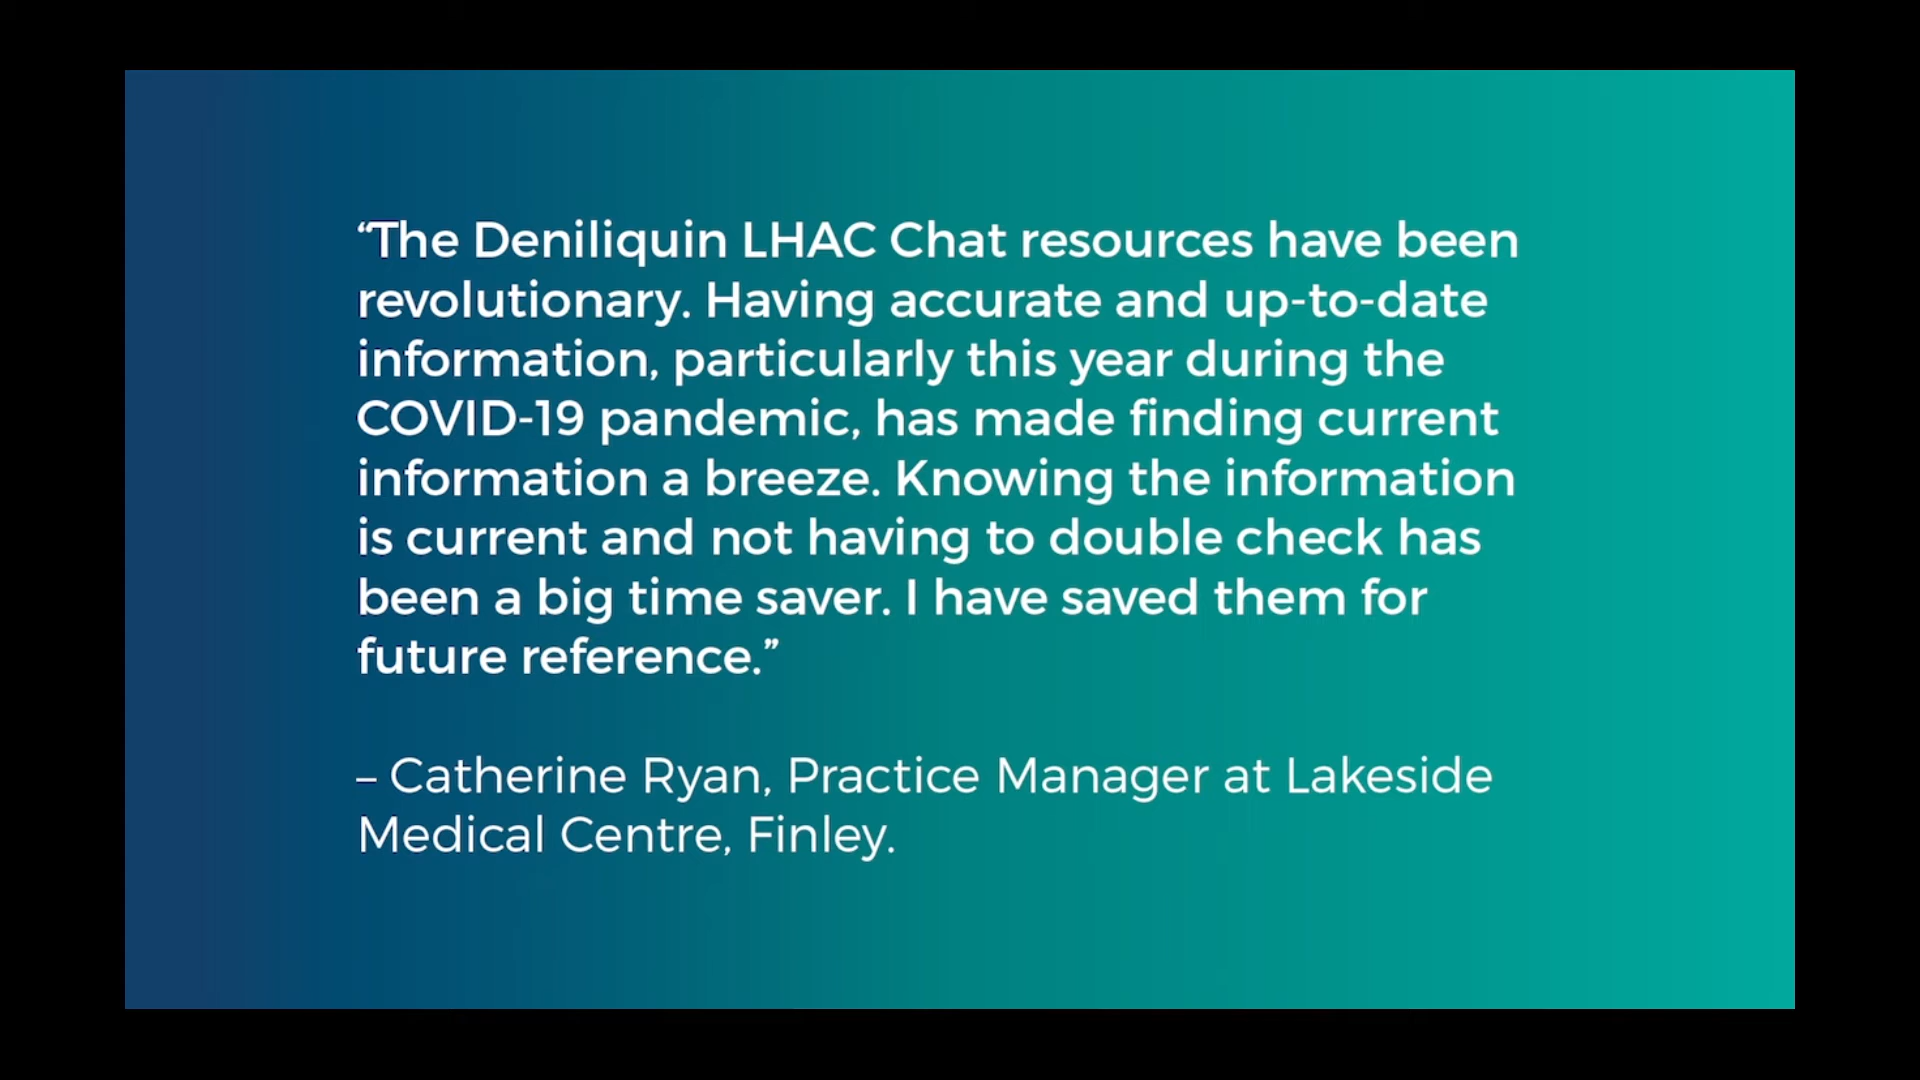 “The Deniliquin LHAC Chat resources have been
revolutionary. Having accurate and up-to-date
information, particularly this year during the
COVID-19 pandemic, has made finding current
information a breeze. Knowing the information
is current and not having to double check has
been a big time saver. I have saved them for
future reference.”
– Catherine Ryan, Practice Manager at Lakeside
Medical Centre, Finley.